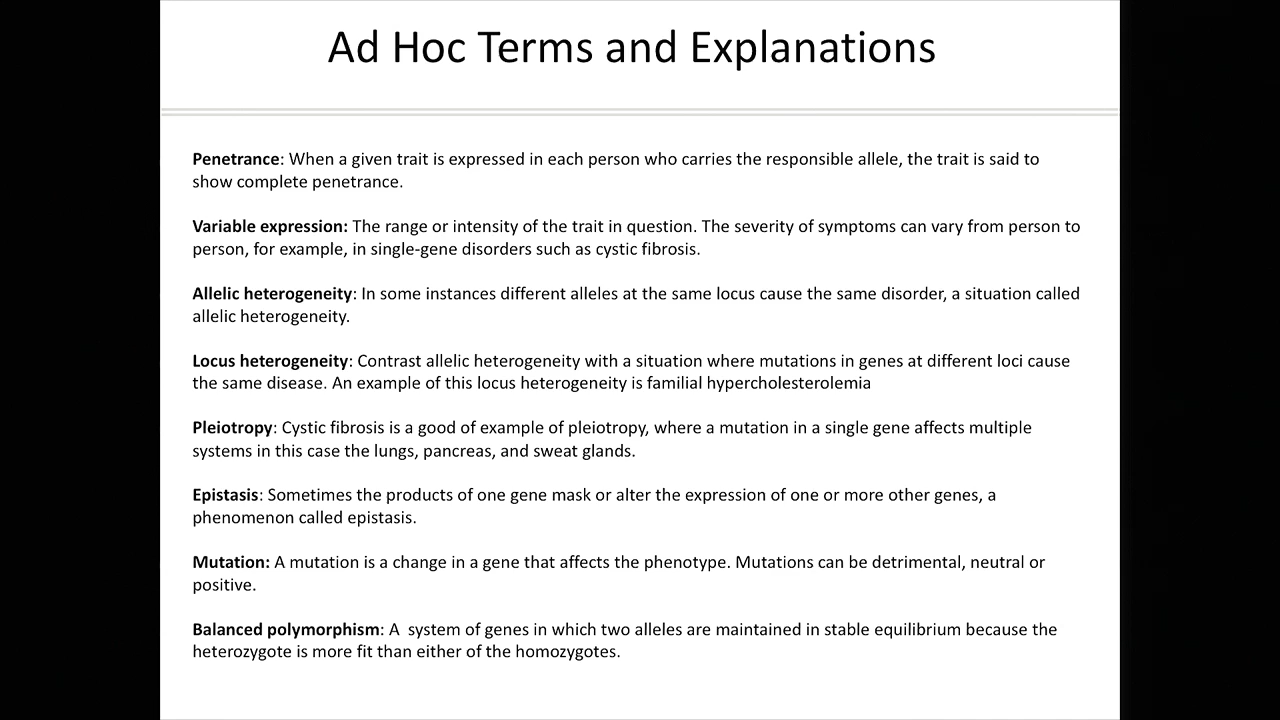 Ad Hoc Terms and Explanations
Penetrance: When a given trait is expressed in each person who carries the responsible allele, the trait is said to
show complete penetrance.
Variable expression: The range or intensity of the trait in question. The severity of symptoms can vary from person to
person, for example, in single-gene disorders such as cystic fibrosis.
Allelic heterogeneity: In some instances different alleles at the same locus cause the same disorder, a situation called
allelic heterogeneity.
Locus heterogeneity: Contrast allelic heterogeneity with a situation where mutations in genes at different loci cause
the same disease. An example of this locus heterogeneity is familial hypercholesterolemia
Pleiotropy: Cystic fibrosis is a good of example of pleiotropy, where a mutation in a single gene affects multiple
systems in this case the lungs, pancreas, and sweat glands.
Epistasis: Sometimes the products of one gene mask or alter the expression of one or more other genes, a
phenomenon called epistasis.
Mutation: A mutation is a change in a gene that affects the phenotype. Mutations can be detrimental, neutral or
positive.
Balanced polymorphism: A  system of genes in which two alleles are maintained in stable equilibrium because the
heterozygote is more fit than either of the homozygotes.